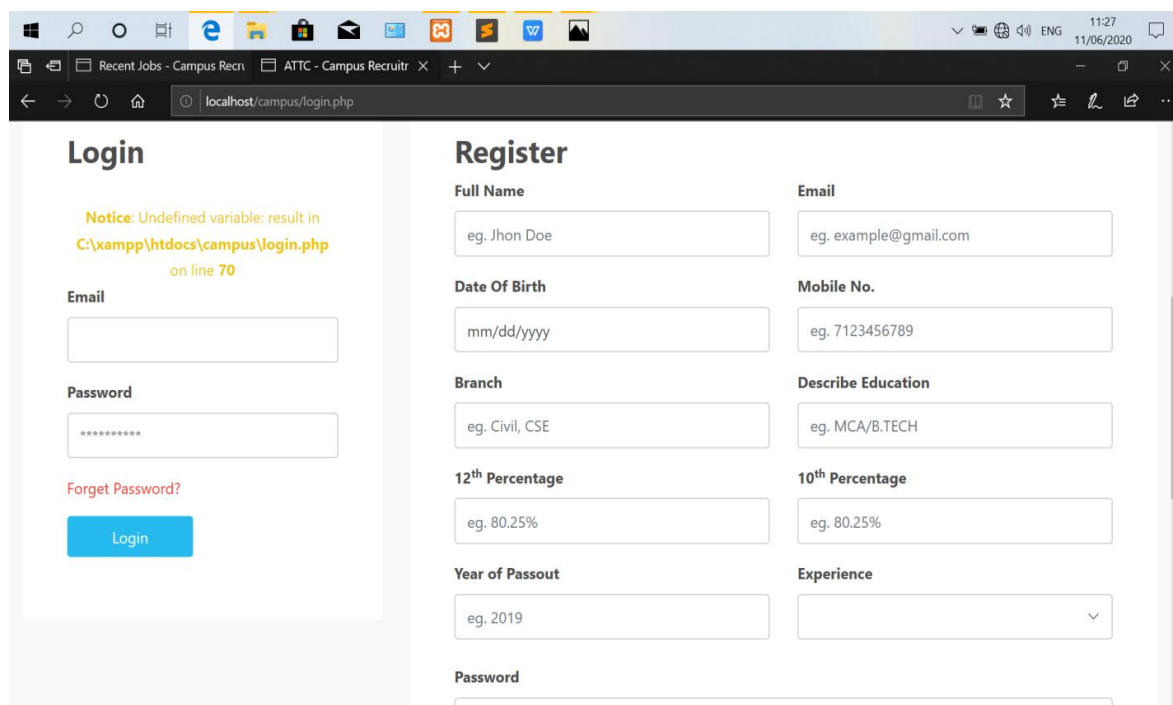 11:27
ENG
11/06/2020
Recent Jobs - Campus Recru
ATTC - Campus Recruitr
localhost/campus/login.php
Login
Notice: Undefined variable: result in
C:\xampp\htdocs\campus\login.php
on line 70
Email
Password
**********
Forget Password?
Login
Register
Full Name
Email
eg. Jhon Doe
eg. example@gmail.com
Date Of Birth
Mobile No.
mm/dd/yyyy
eg. 7123456789
Branch
Describe Education
eg. Civil, CSE
eg. MCA/B.TECH
12th Percentage
10th Percentage
eg. 80.25%
eg. 80.25%
Year of Passout
Experience
eg. 2019
Password